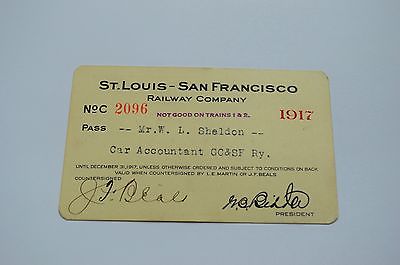 ST. LOUIS – SAN FRANCISCO
RAILWAY COMPANY
No C 2096 NOT GOOD ON TRAINS 1 & 2. 1917
PASS -- Mr. W. L. Sheldon --
Car Accountant GC&SF Ry.
UNTIL DECEMBER 31, 1917, UNLESS OTHERWISE ORDERED AND SUBJECT TO CONDITIONS ON BACK
VALID WHEN COUNTERSIGNED BY L. E. MARTIN OR J. F. BEALS
COUNTERSIGNED
J F Beals
PRESIDENT